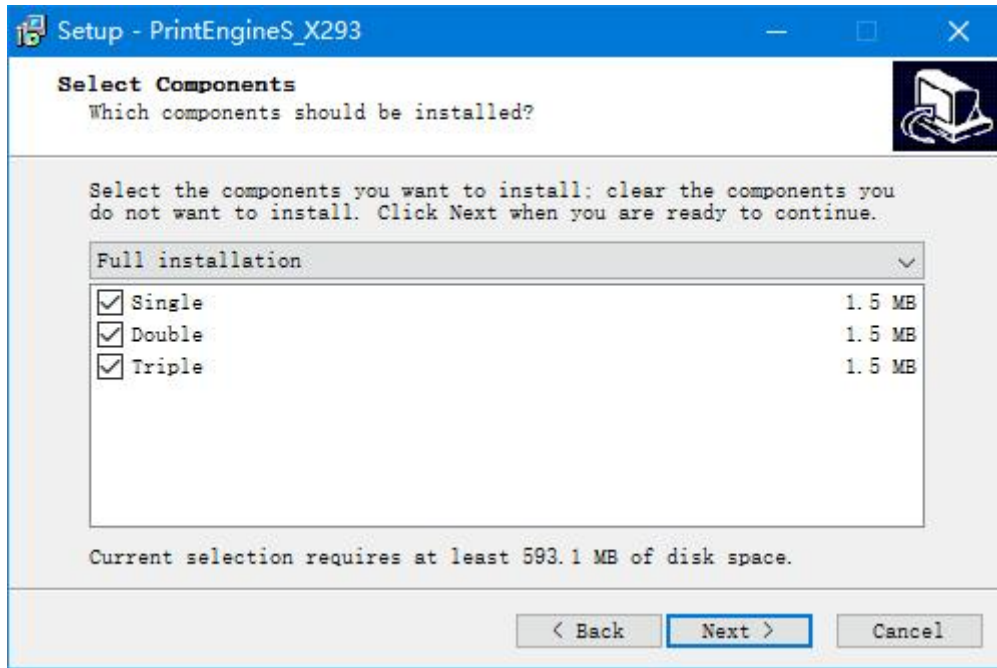 Setup - PrintEngineS_X293
Select Components
Which components should be installed?
Select the components you want to install; clear the components you
do not want to install. Click Next when you are ready to continue.
Full installation
Single 1.5 MB
Double 1.5 MB
Triple 1.5 MB
Current selection requires at least 593.1 MB of disk space.
< Back Next > Cancel